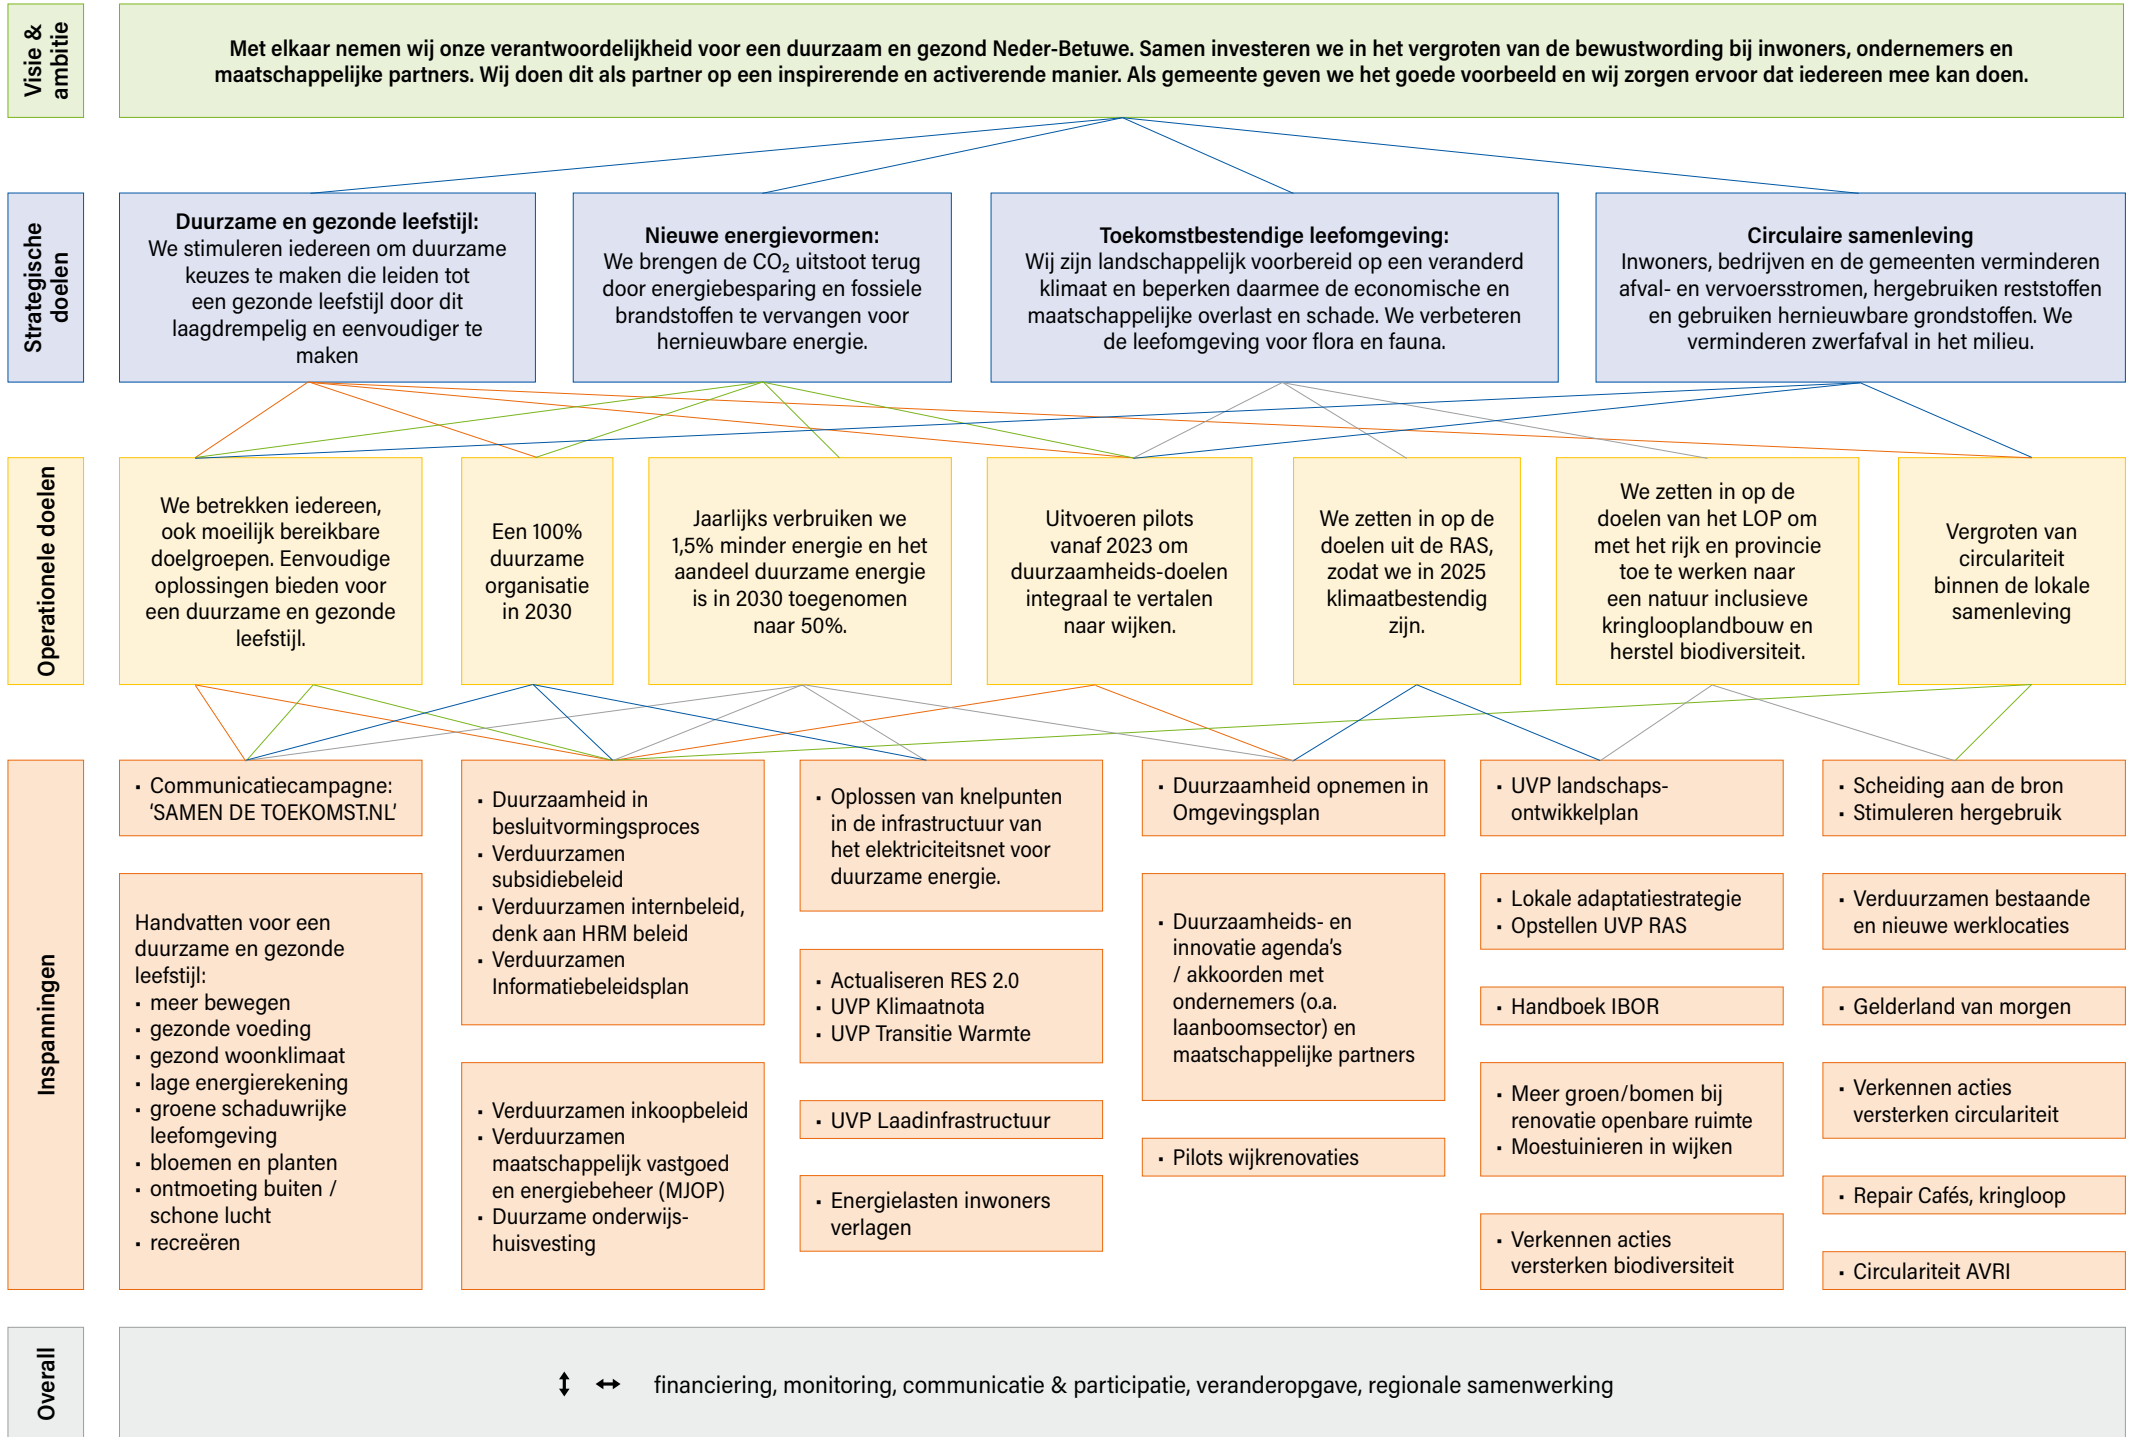 Visie &
ambitie
Met elkaar nemen wij onze verantwoordelijkheid voor een duurzaam en gezond Neder-Betuwe. Samen investeren we in het vergroten van de bewustwording bij inwoners, ondernemers en
maatschappelijke partners. Wij doen dit als partner op een inspirerende en activerende manier. Als gemeente geven we het goede voorbeeld en wij zorgen ervoor dat iedereen mee kan doen.
Strategische
doelen
Duurzame en gezonde leefstijl:
We stimuleren iedereen om duurzame
keuzes te maken die leiden tot
een gezonde leefstijl door dit
laagdrempelig en eenvoudiger te
maken
Nieuwe energievormen:
We brengen de CO₂ uitstoot terug
door energiebesparing en fossiele
brandstoffen te vervangen voor
hernieuwbare energie.
Toekomstbestendige leefomgeving:
Wij zijn landschappelijk voorbereid op een veranderd
klimaat en beperken daarmee de economische en
maatschappelijke overlast en schade. We verbeteren
de leefomgeving voor flora en fauna.
Circulaire samenleving
Inwoners, bedrijven en de gemeenten verminderen
afval- en vervoersstromen, hergebruiken reststoffen
en gebruiken hernieuwbare grondstoffen. We
verminderen zwerfafval in het milieu.
Operationele doelen
We betrekken iedereen,
ook moeilijk bereikbare
doelgroepen. Eenvoudige
oplossingen bieden voor
een duurzame en gezonde
leefstijl.
Een 100%
duurzame
organisatie
in 2030
Jaarlijks verbruiken we
1,5% minder energie en het
aandeel duurzame energie
is in 2030 toegenomen
naar 50%.
Uitvoeren pilots
vanaf 2023 om
duurzaamheids-doelen
integraal te vertalen
naar wijken.
We zetten in op de
doelen uit de RAS,
zodat we in 2025
klimaatbestendig
zijn.
We zetten in op de
doelen van het LOP om
met het rijk en provincie
toe te werken naar
een natuur inclusieve
kringlooplandbouw en
herstel biodiversiteit.
Vergroten van
circulariteit
binnen de lokale
samenleving
Inspanningen
· Communicatiecampagne:
'SAMEN DE TOEKOMST.NL'
Handvatten voor een
duurzame en gezonde
leefstijl:
· meer bewegen
· gezonde voeding
· gezond woonklimaat
· lage energierekening
· groene schaduwrijke
leefomgeving
· bloemen en planten
· ontmoeting buiten /
schone lucht
· recreëren
· Duurzaamheid in
besluitvormingsproces
· Verduurzamen
subsidiebeleid
· Verduurzamen internbeleid,
denk aan HRM beleid
· Verduurzamen
Informatiebeleidsplan
· Verduurzamen inkoopbeleid
· Verduurzamen
maatschappelijk vastgoed
en energiebeheer (MJOP)
· Duurzame onderwijs-
huisvesting
· Oplossen van knelpunten
in de infrastructuur van
het elektriciteitsnet voor
duurzame energie.
· Actualiseren RES 2.0
· UVP Klimaatnota
· UVP Transitie Warmte
· UVP Laadinfrastructuur
· Energielasten inwoners
verlagen
· Duurzaamheid opnemen in
Omgevingsplan
· Duurzaamheids- en
innovatie agenda's
/ akkoorden met
ondernemers (o.a.
laanboomsector) en
maatschappelijke partners
· Pilots wijkrenovaties
· UVP landschaps-
ontwikkelplan
· Lokale adaptatiestrategie
· Opstellen UVP RAS
· Handboek IBOR
· Meer groen/bomen bij
renovatie openbare ruimte
· Moestuinieren in wijken
· Verkennen acties
versterken biodiversiteit
· Scheiding aan de bron
· Stimuleren hergebruik
· Verduurzamen bestaande
en nieuwe werklocaties
· Gelderland van morgen
· Verkennen acties
versterken circulariteit
· Repair Cafés, kringloop
· Circulariteit AVRI
Overall
financiering, monitoring, communicatie & participatie, veranderopgave, regionale samenwerking